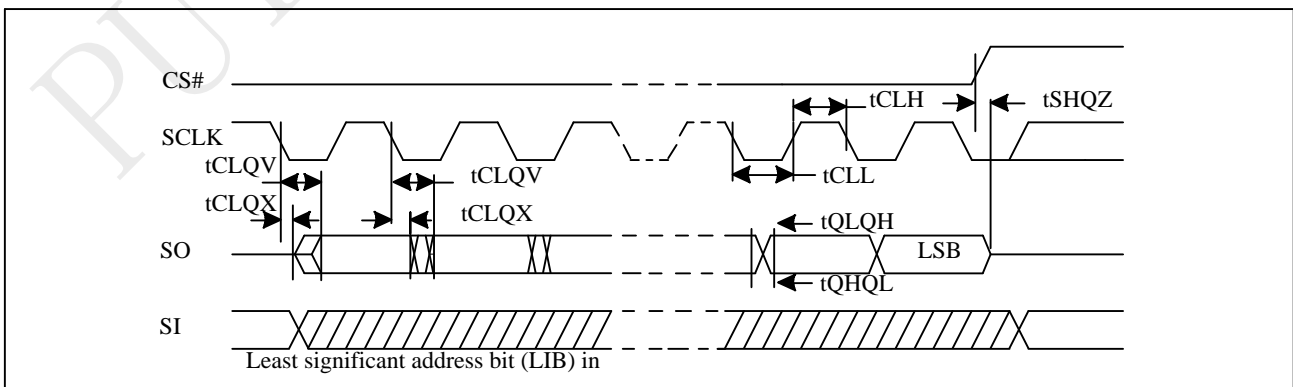 CS#
tCLH
tSHQZ
SCLK
tCLQV
tCLQV
tCLL
tCLQX
tCLQX
tQLQH
SO
LSB
tQHQL
SI
Least significant address bit (LIB) in